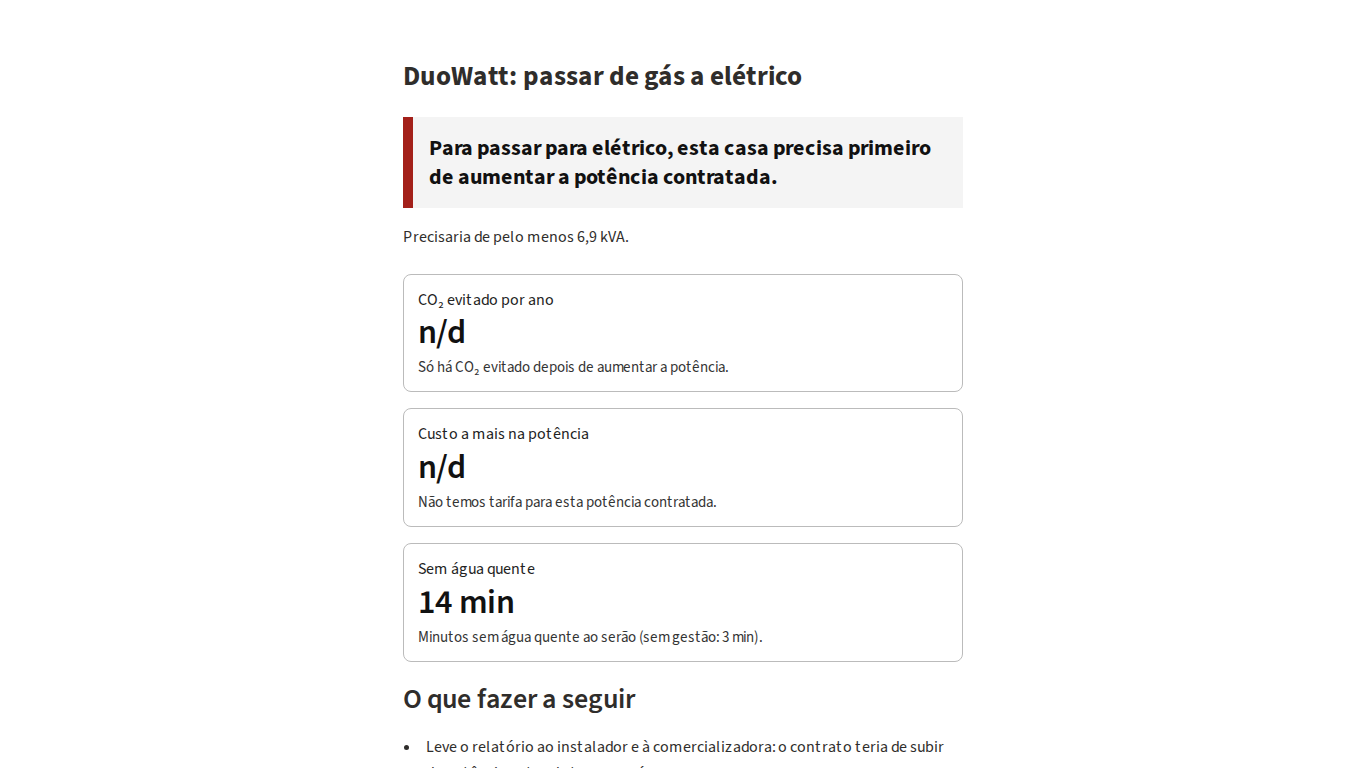 DuoWatt: passar de gás a elétrico
Para passar para elétrico, esta casa precisa primeiro
de aumentar a potência contratada.
Precisaria de pelo menos 6,9 kVA.
CO₂ evitado por ano
n/d
Só há CO₂ evitado depois de aumentar a potência.
Custo a mais na potência
n/d
Não temos tarifa para esta potência contratada.
Sem água quente
14 min
Minutos sem água quente ao serão (sem gestão: 3 min).
O que fazer a seguir
• Leve o relatório ao instalador e à comercializadora: o contrato teria de subir